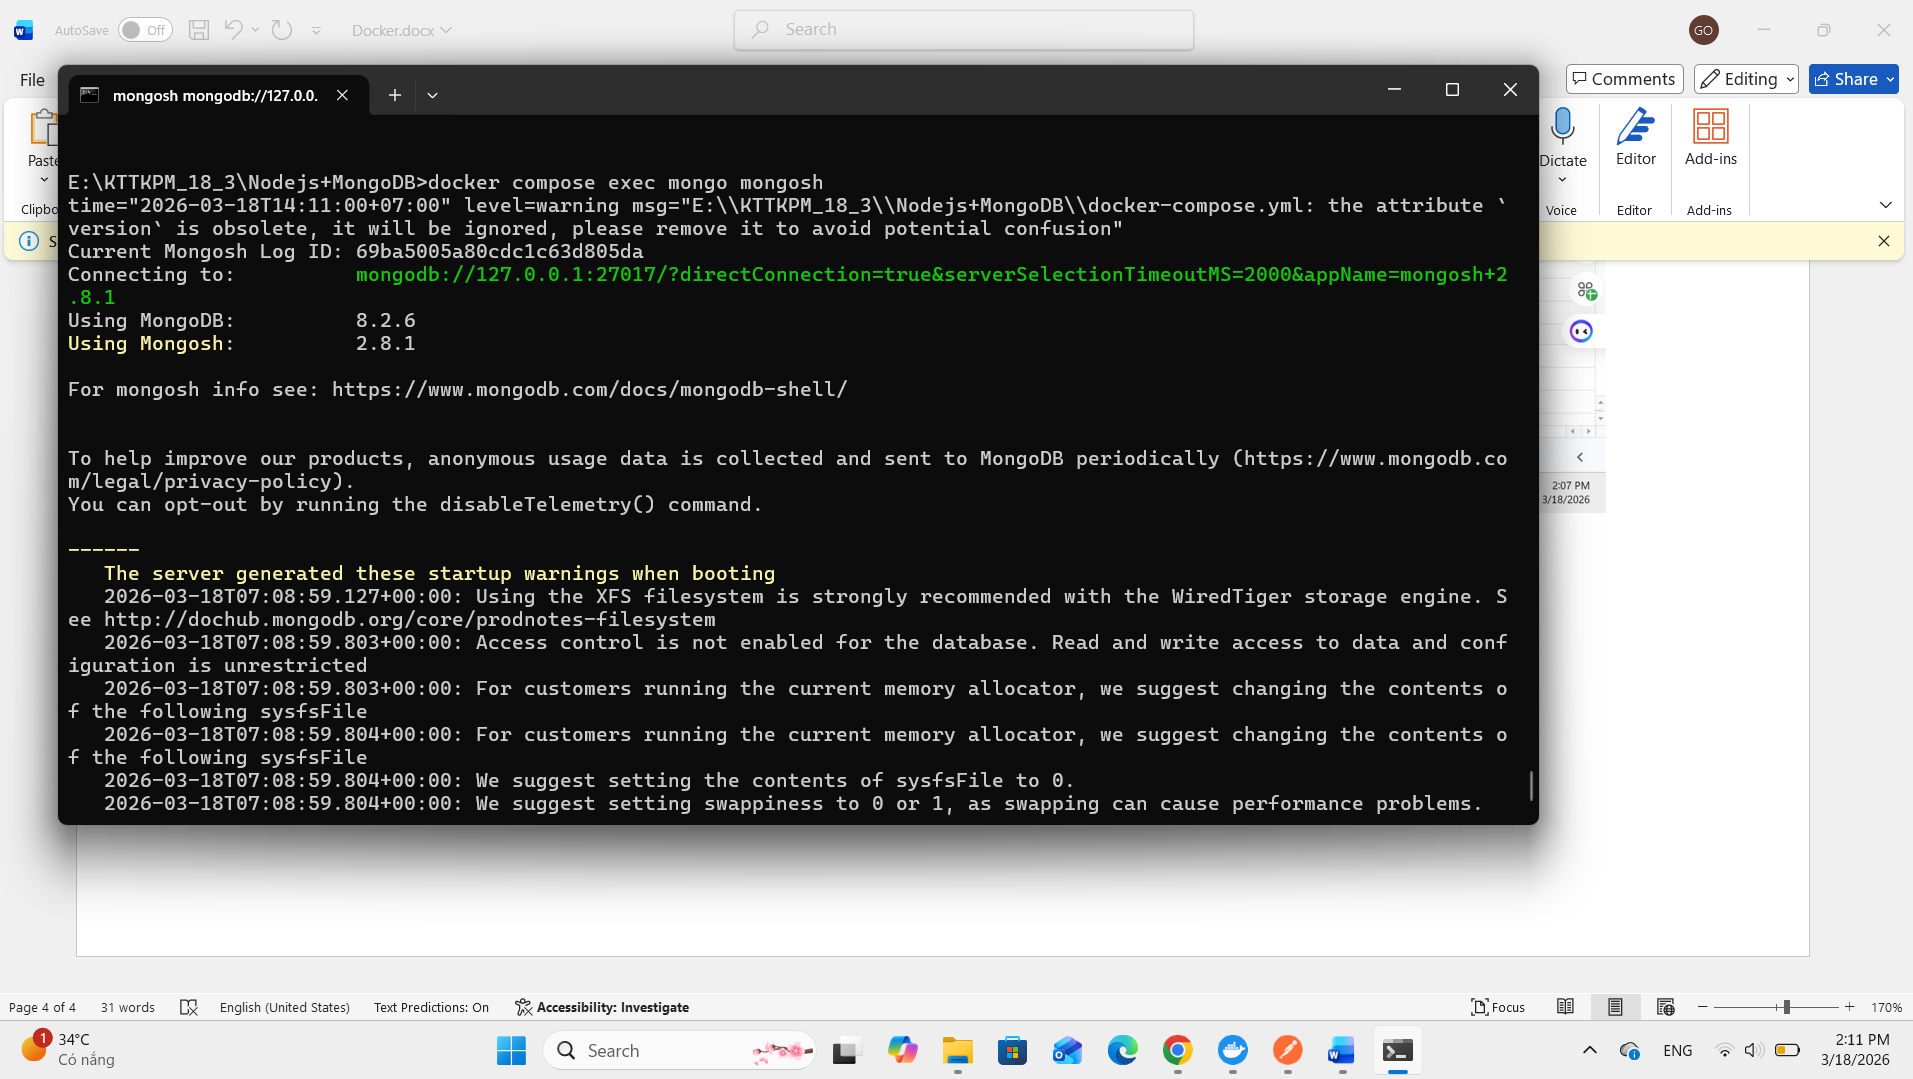 AutoSave Off Docker.docx Search GO
File Comments Editing Share
mongosh mongodb://127.0.0.
Paste Dictate Editor Add-ins
Clipbo Voice Editor Add-ins
E:\KTTKPM_18_3\Nodejs+MongoDB>docker compose exec mongo mongosh
time="2026-03-18T14:11:00+07:00" level=warning msg="E:\\KTTKPM_18_3\\Nodejs+MongoDB\\docker-compose.yml: the attribute `
version` is obsolete, it will be ignored, please remove it to avoid potential confusion"
Current Mongosh Log ID: 69ba5005a80cdc1c63d805da
Connecting to: mongodb://127.0.0.1:27017/?directConnection=true&serverSelectionTimeoutMS=2000&appName=mongosh+2
.8.1
Using MongoDB: 8.2.6
Using Mongosh: 2.8.1
For mongosh info see: https://www.mongodb.com/docs/mongodb-shell/
To help improve our products, anonymous usage data is collected and sent to MongoDB periodically (https://www.mongodb.co
m/legal/privacy-policy).
You can opt-out by running the disableTelemetry() command.
------
The server generated these startup warnings when booting
2026-03-18T07:08:59.127+00:00: Using the XFS filesystem is strongly recommended with the WiredTiger storage engine. S
ee http://dochub.mongodb.org/core/prodnotes-filesystem
2026-03-18T07:08:59.803+00:00: Access control is not enabled for the database. Read and write access to data and conf
iguration is unrestricted
2026-03-18T07:08:59.803+00:00: For customers running the current memory allocator, we suggest changing the contents o
f the following sysfsFile
2026-03-18T07:08:59.804+00:00: For customers running the current memory allocator, we suggest changing the contents o
f the following sysfsFile
2026-03-18T07:08:59.804+00:00: We suggest setting the contents of sysfsFile to 0.
2026-03-18T07:08:59.804+00:00: We suggest setting swappiness to 0 or 1, as swapping can cause performance problems.
2:07 PM
3/18/2026
Page 4 of 4 31 words English (United States) Text Predictions: On Accessibility: Investigate Focus 170%
1 34°C
Có nắng
Search
ENG
2:11 PM
3/18/2026